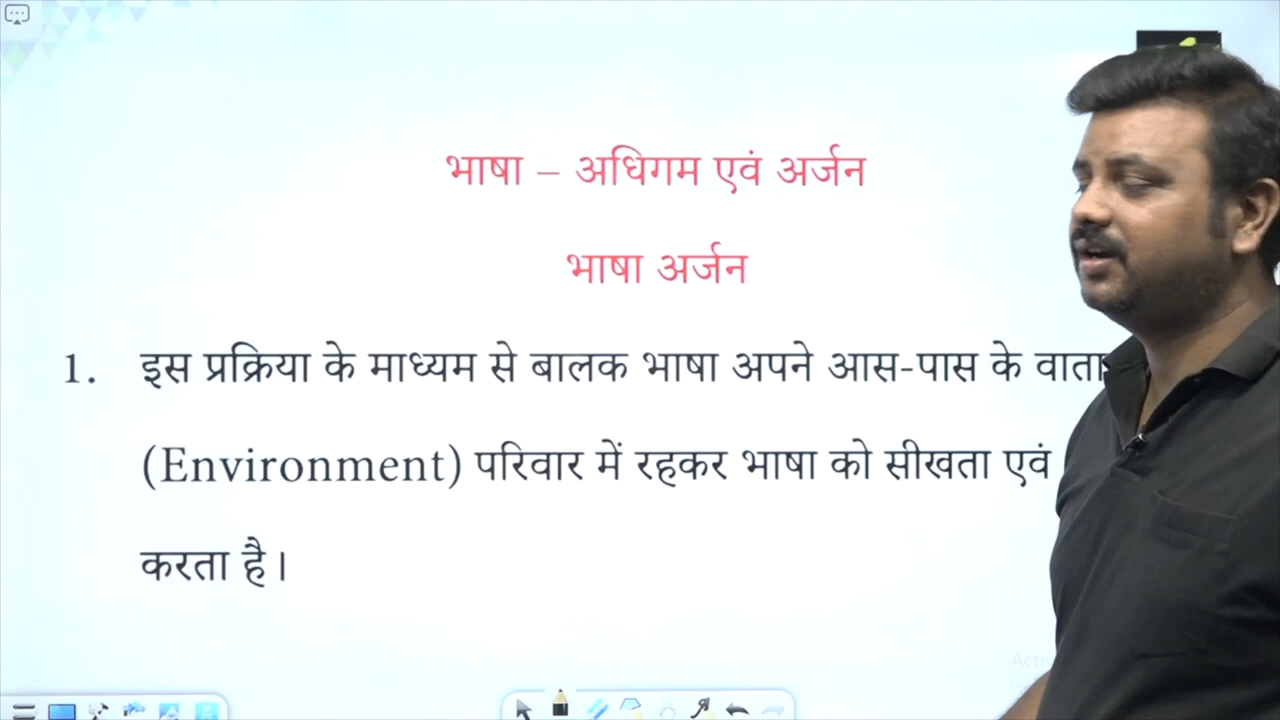 भाषा – अधिगम एवं अर्जन
भाषा अर्जन
1. इस प्रक्रिया के माध्यम से बालक भाषा अपने आस-पास के
(Environment) परिवार में रहकर भाषा को सीखता एवं
करता है।